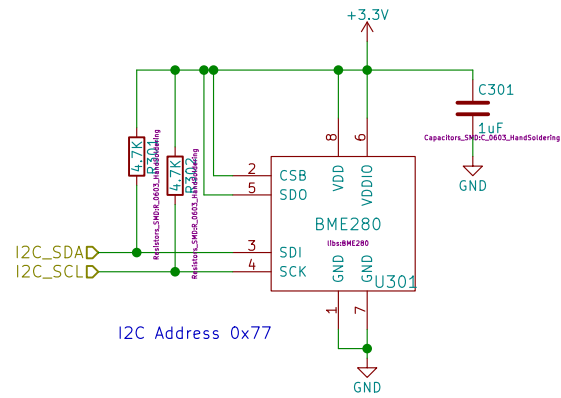 +3.3V
C301
1uF
Capacitors_SMD:C_0603_HandSoldering
GND
4.7K
R301
Resistors_SMD:R_0603_HandSoldering
4.7K
R302
Resistors_SMD:R_0603_HandSoldering
8
6
VDD
VDDIO
2 CSB
5 SDO
BME280
libs:BME280
I2C_SDA 3 SDI
I2C_SCL 4 SCK
GND
GND
U301
1
7
I2C Address 0x77
GND